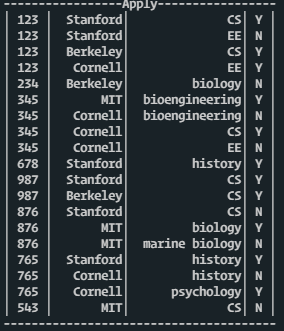 -------------------Apply-------------------
| 123 | Stanford| CS| Y |
| 123 | Stanford| EE| N |
| 123 | Berkeley| CS| Y |
| 123 | Cornell| EE| Y |
| 234 | Berkeley| biology| N |
| 345 | MIT| bioengineering| Y |
| 345 | Cornell| bioengineering| N |
| 345 | Cornell| CS| Y |
| 345 | Cornell| EE| N |
| 678 | Stanford| history| Y |
| 987 | Stanford| CS| Y |
| 987 | Berkeley| CS| Y |
| 876 | Stanford| CS| N |
| 876 | MIT| biology| Y |
| 876 | MIT| marine biology| N |
| 765 | Stanford| history| Y |
| 765 | Cornell| history| N |
| 765 | Cornell| psychology| Y |
| 543 | MIT| CS| N |
-------------------------------------------